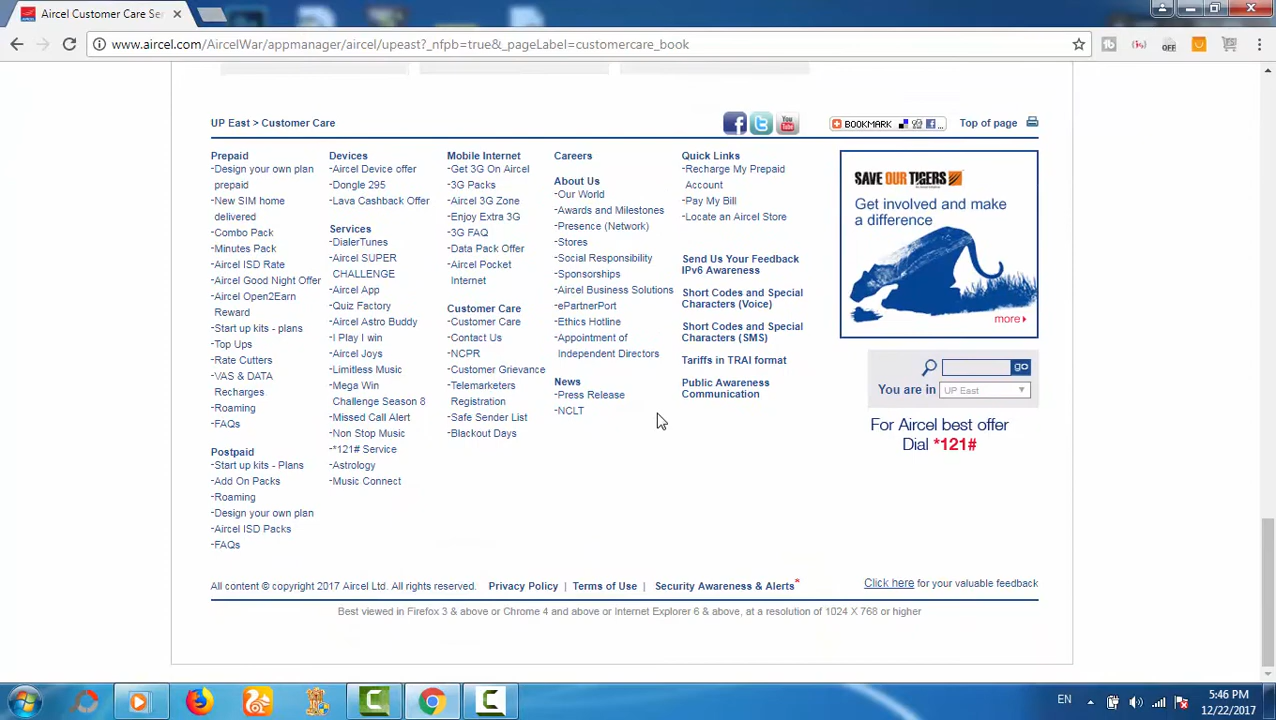 Aircel Customer Care Ser
www.aircel.com/AircelWar/appmanager/aircel/upeast?_nfpb=true&_pageLabel=customercare_book
OFF
UP East > Customer Care
f
t
You Tube
BOOKMARK
Top of page
Prepaid
-Design your own plan
prepaid
-New SIM home
delivered
-Combo Pack
-Minutes Pack
-Aircel ISD Rate
-Aircel Good Night Offer
-Aircel Open2Earn
Reward
-Start up kits - plans
-Top Ups
-Rate Cutters
-VAS & DATA
Recharges
-Roaming
-FAQs
Postpaid
-Start up kits - Plans
-Add On Packs
-Roaming
-Design your own plan
-Aircel ISD Packs
-FAQs
Devices
-Aircel Device offer
-Dongle 295
-Lava Cashback Offer
Services
-DialerTunes
-Aircel SUPER
CHALLENGE
-Aircel App
-Quiz Factory
-Aircel Astro Buddy
-I Play I win
-Aircel Joys
-Limitless Music
-Mega Win
Challenge Season 8
-Missed Call Alert
-Non Stop Music
-*121# Service
-Astrology
-Music Connect
Mobile Internet
-Get 3G On Aircel
-3G Packs
-Aircel 3G Zone
-Enjoy Extra 3G
-3G FAQ
-Data Pack Offer
-Aircel Pocket
Internet
Customer Care
-Customer Care
-Contact Us
-NCPR
-Customer Grievance
-Telemarketers
Registration
-Safe Sender List
-Blackout Days
Careers
About Us
-Our World
-Awards and Milestones
-Presence (Network)
-Stores
-Social Responsibility
-Sponsorships
-Aircel Business Solutions
-ePartnerPort
-Ethics Hotline
-Appointment of
Independent Directors
News
-Press Release
-NCLT
Quick Links
-Recharge My Prepaid
Account
-Pay My Bill
-Locate an Aircel Store
Send Us Your Feedback
IPv6 Awareness
Short Codes and Special
Characters (Voice)
Short Codes and Special
Characters (SMS)
Tariffs in TRAI format
Public Awareness
Communication
SAVE OUR TIGERS
Get involved and make
a difference
more
go
You are in UP East
For Aircel best offer
Dial *121#
All content © copyright 2017 Aircel Ltd. All rights reserved. Privacy Policy | Terms of Use | Security Awareness & Alerts*
Click here for your valuable feedback
Best viewed in Firefox 3 & above or Chrome 4 and above or Internet Explorer 6 & above, at a resolution of 1024 X 768 or higher
EN
5:46 PM
12/22/2017